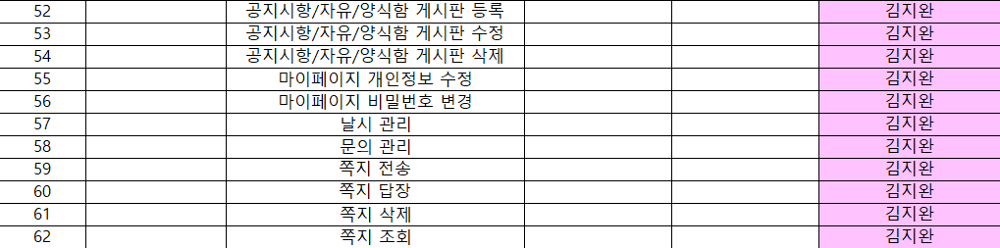 52 공지시항/자유/양식함 게시판 등록 김지완
53 공지시항/자유/양식함 게시판 수정 김지완
54 공지시항/자유/양식함 게시판 삭제 김지완
55 마이페이지 개인정보 수정 김지완
56 마이페이지 비밀번호 변경 김지완
57 날시 관리 김지완
58 문의 관리 김지완
59 쪽지 전송 김지완
60 쪽지 답장 김지완
61 쪽지 삭제 김지완
62 쪽지 조회 김지완